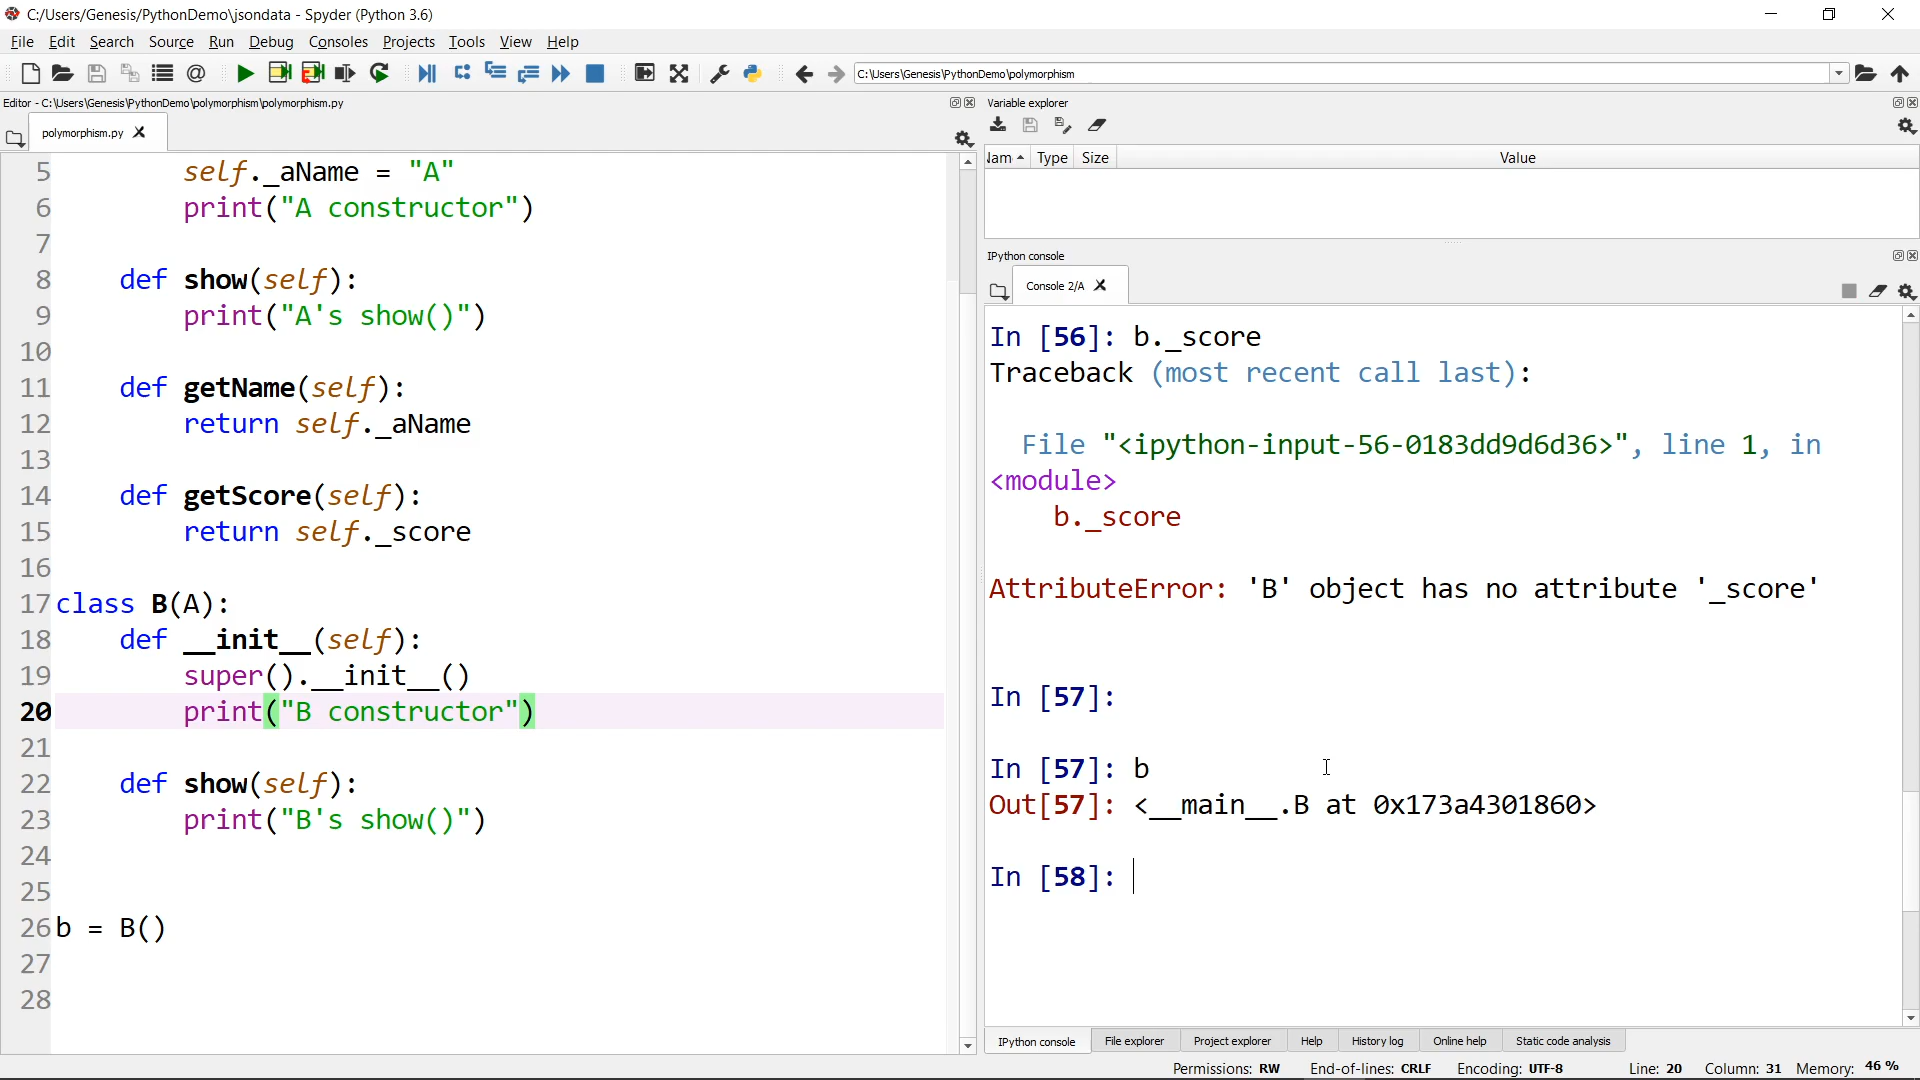 C:/Users/Genesis/PythonDemo\jsondata - Spyder (Python 3.6)
File Edit Search Source Run Debug Consoles Projects Tools View Help
C:\Users\Genesis\PythonDemo\polymorphism
Editor - C:\Users\Genesis\PythonDemo\polymorphism\polymorphism.py
polymorphism.py
5 self._aName = "A"
6 print("A constructor")
7
8 def show(self):
9 print("A's show()")
10
11 def getName(self):
12 return self._aName
13
14 def getScore(self):
15 return self._score
16
17 class B(A):
18 def __init__(self):
19 super().__init__()
20 print("B constructor")
21
22 def show(self):
23 print("B's show()")
24
25
26 b = B()
27
28
Variable explorer
Type Size Value
IPython console
Console 2/A
In [56]: b._score
Traceback (most recent call last):
File "<ipython-input-56-0183dd9d6d36>", line 1, in
<module>
b._score
AttributeError: 'B' object has no attribute '_score'
In [57]:
In [57]: b
Out[57]: <__main__.B at 0x173a4301860>
In [58]:
IPython console File explorer Project explorer Help History log Online help Static code analysis
Permissions: RW End-of-lines: CRLF Encoding: UTF-8 Line: 20 Column: 31 Memory: 46 %